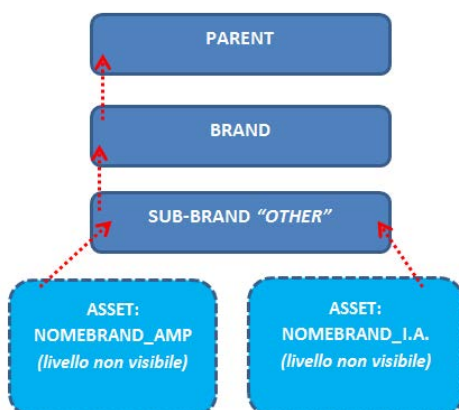 PARENT
BRAND
SUB-BRAND “OTHER”
ASSET:
NOMEBRAND_AMP
(livello non visibile)
ASSET:
NOMEBRAND_I.A.
(livello non visibile)